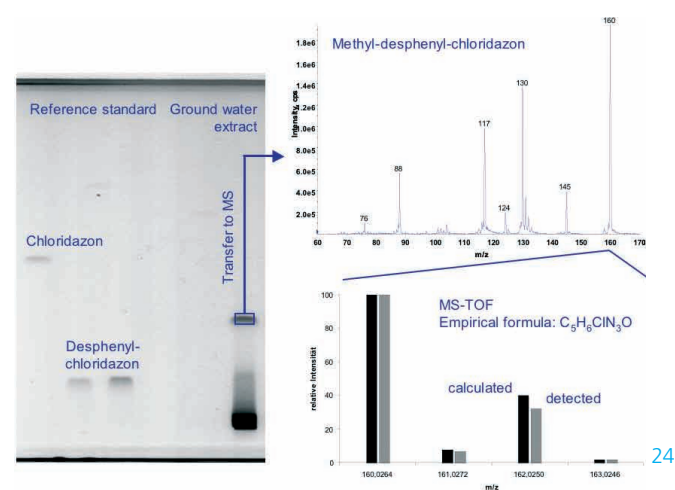 Reference standard
Ground water
extract
Chloridazon
Desphenyl-
chloridazon
Transfer to MS
Methyl-desphenyl-chloridazon
Intensity, cps
1.8e6
1.6e6
1.4e6
1.2e6
1.0e6
8.0e5
6.0e5
4.0e5
2.0e5
76
88
117
124
130
145
160
60 70 80 90 100 110 120 130 140 150 160 170
m/z
MS-TOF
Empirical formula: C₅H₆ClN₃O
calculated
detected
relative Intensität
100
80
60
40
20
0
160,0264 161,0272 162,0250 163,0246
m/z
24